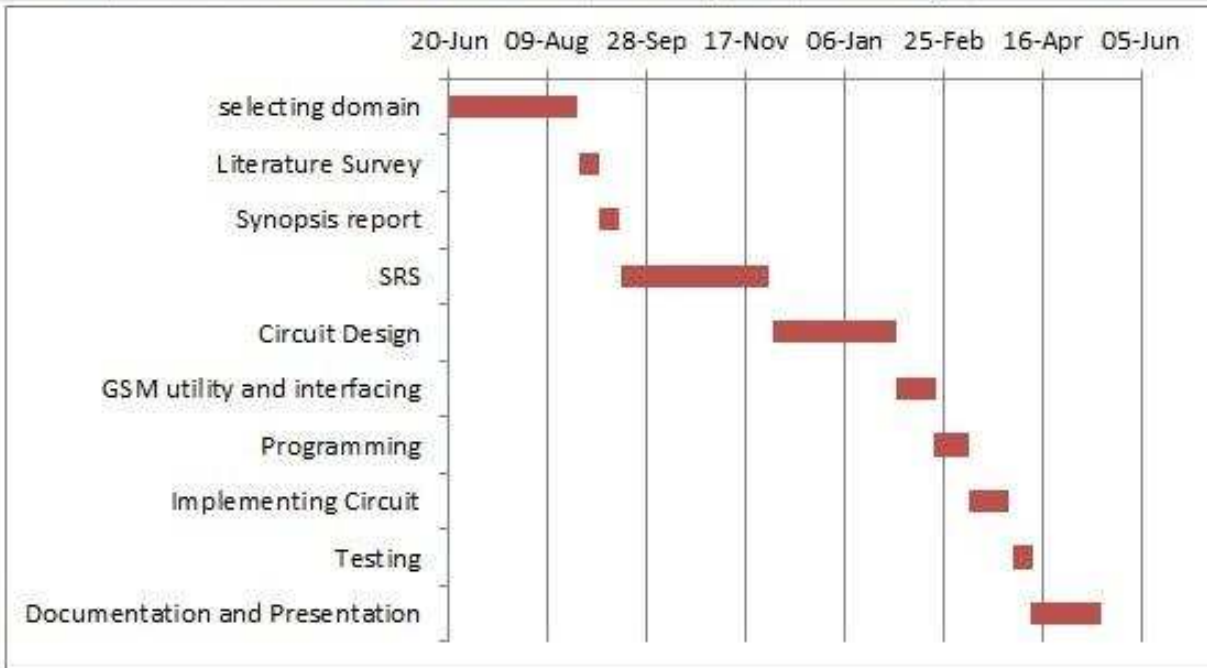 20-Jun 09-Aug 28-Sep 17-Nov 06-Jan 25-Feb 16-Apr 05-Jun
selecting domain
Literature Survey
Synopsis report
SRS
Circuit Design
GSM utility and interfacing
Programming
Implementing Circuit
Testing
Documentation and Presentation